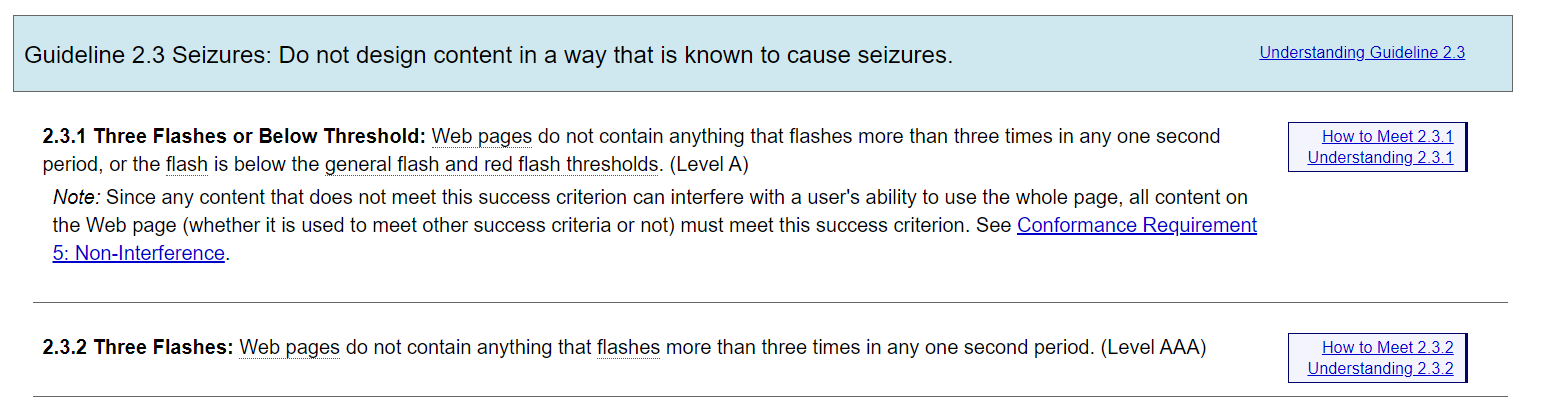 Guideline 2.3 Seizures: Do not design content in a way that is known to cause seizures.
Understanding Guideline 2.3
2.3.1 Three Flashes or Below Threshold: Web pages do not contain anything that flashes more than three times in any one second
period, or the flash is below the general flash and red flash thresholds. (Level A)
How to Meet 2.3.1
Understanding 2.3.1
Note: Since any content that does not meet this success criterion can interfere with a user's ability to use the whole page, all content on
the Web page (whether it is used to meet other success criteria or not) must meet this success criterion. See Conformance Requirement
5: Non-Interference.
2.3.2 Three Flashes: Web pages do not contain anything that flashes more than three times in any one second period. (Level AAA)
How to Meet 2.3.2
Understanding 2.3.2